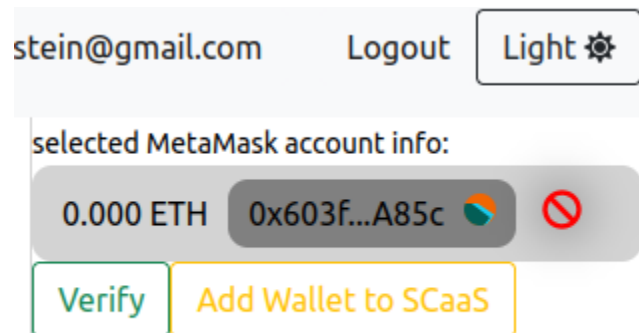 stein@gmail.com Logout Light
selected MetaMask account info:
0.000 ETH 0x603f...A85c
Verify Add Wallet to SCaaS